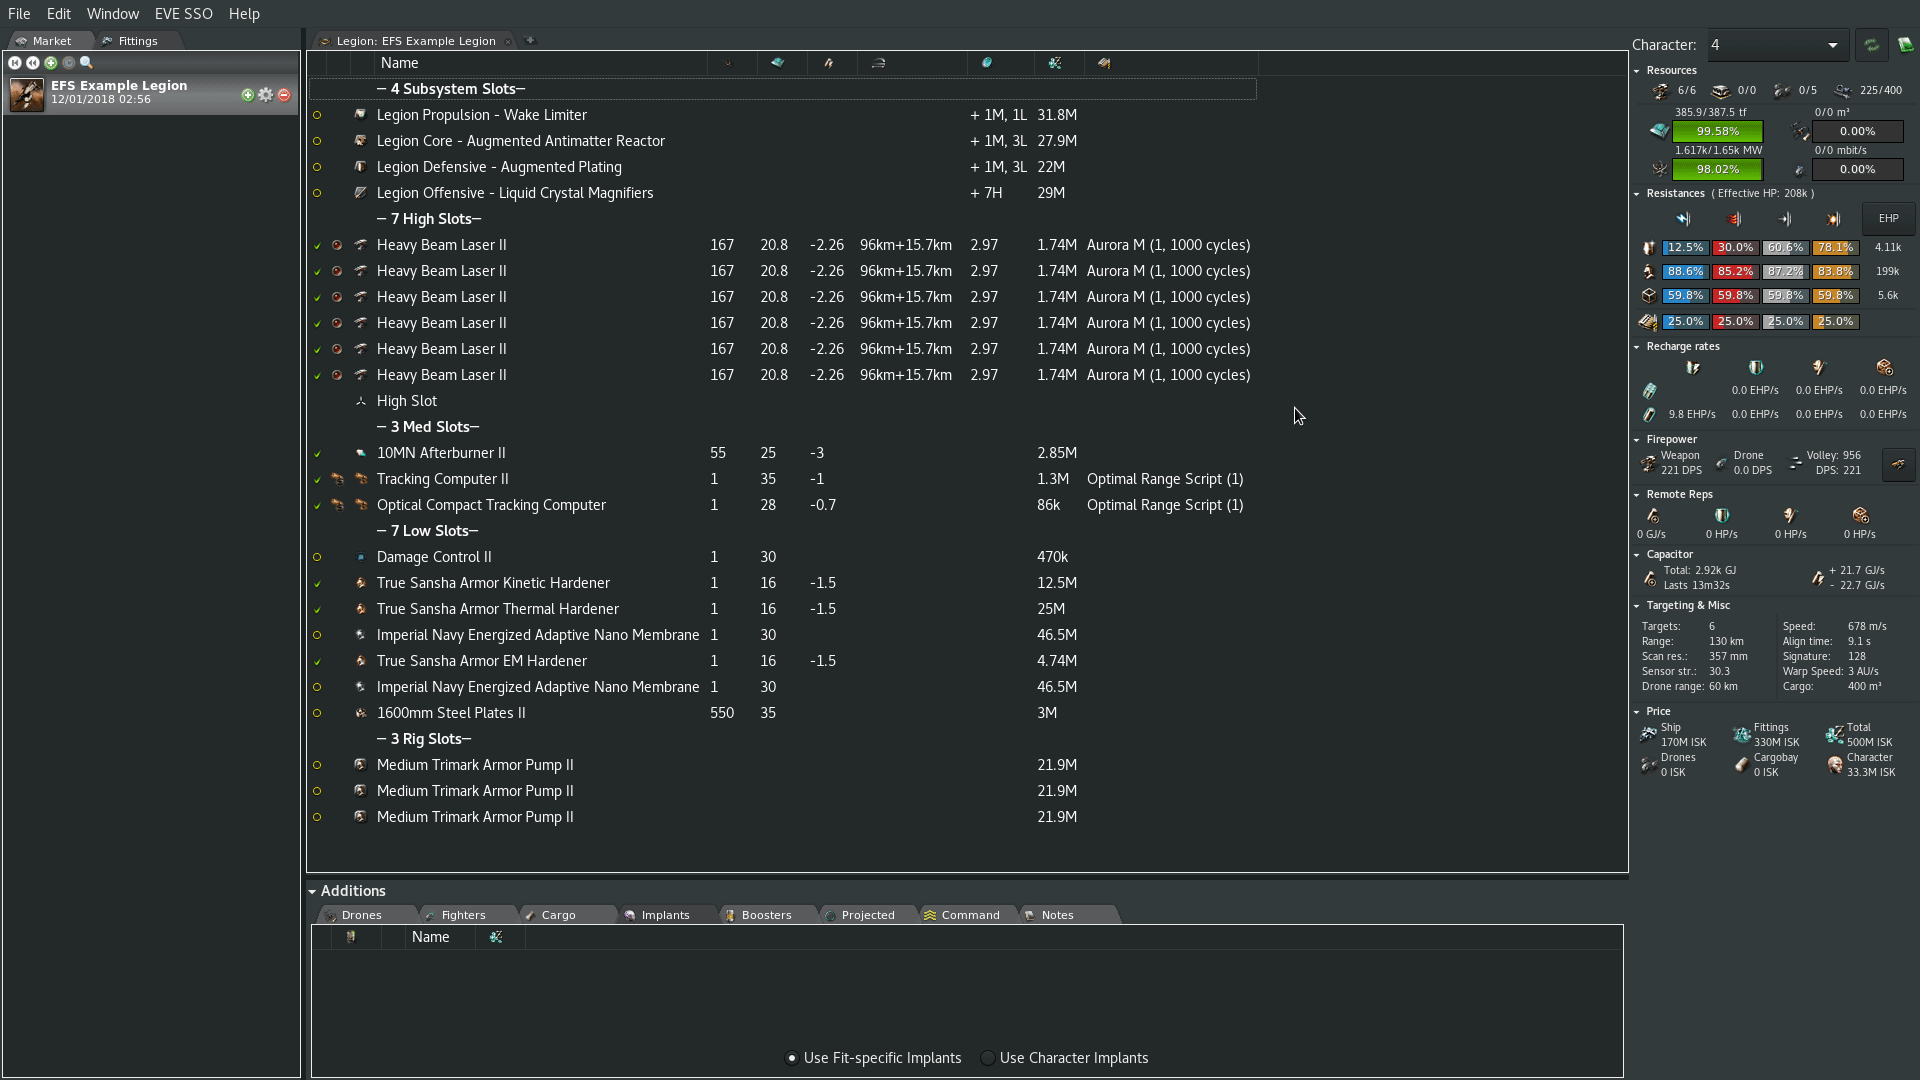 File Edit Window EVE SSO Help
Market Fittings
EFS Example Legion
12/01/2018 02:56
Legion: EFS Example Legion
Name
– 4 Subsystem Slots–
Legion Propulsion - Wake Limiter + 1M, 1L 31.8M
Legion Core - Augmented Antimatter Reactor + 1M, 3L 27.9M
Legion Defensive - Augmented Plating + 1M, 3L 22M
Legion Offensive - Liquid Crystal Magnifiers + 7H 29M
– 7 High Slots–
Heavy Beam Laser II 167 20.8 -2.26 96km+15.7km 2.97 1.74M Aurora M (1, 1000 cycles)
Heavy Beam Laser II 167 20.8 -2.26 96km+15.7km 2.97 1.74M Aurora M (1, 1000 cycles)
Heavy Beam Laser II 167 20.8 -2.26 96km+15.7km 2.97 1.74M Aurora M (1, 1000 cycles)
Heavy Beam Laser II 167 20.8 -2.26 96km+15.7km 2.97 1.74M Aurora M (1, 1000 cycles)
Heavy Beam Laser II 167 20.8 -2.26 96km+15.7km 2.97 1.74M Aurora M (1, 1000 cycles)
Heavy Beam Laser II 167 20.8 -2.26 96km+15.7km 2.97 1.74M Aurora M (1, 1000 cycles)
High Slot
– 3 Med Slots–
10MN Afterburner II 55 25 -3 2.85M
Tracking Computer II 1 35 -1 1.3M Optimal Range Script (1)
Optical Compact Tracking Computer 1 28 -0.7 86k Optimal Range Script (1)
– 7 Low Slots–
Damage Control II 1 30 470k
True Sansha Armor Kinetic Hardener 1 16 -1.5 12.5M
True Sansha Armor Thermal Hardener 1 16 -1.5 25M
Imperial Navy Energized Adaptive Nano Membrane 1 30 46.5M
True Sansha Armor EM Hardener 1 16 -1.5 4.74M
Imperial Navy Energized Adaptive Nano Membrane 1 30 46.5M
1600mm Steel Plates II 550 35 3M
– 3 Rig Slots–
Medium Trimark Armor Pump II 21.9M
Medium Trimark Armor Pump II 21.9M
Medium Trimark Armor Pump II 21.9M
Additions
Drones Fighters Cargo Implants Boosters Projected Command Notes
Name
Use Fit-specific Implants Use Character Implants
Character: 4
Resources
6/6 0/0 0/5 225/400
385.9/387.5 tf 0/0 m³
99.58% 0.00%
1.617k/1.65k MW 0/0 mbit/s
98.02% 0.00%
Resistances ( Effective HP: 208k )
EHP
12.5% 30.0% 60.6% 78.1% 4.11k
88.6% 85.2% 87.2% 83.8% 199k
59.8% 59.8% 59.8% 59.8% 5.6k
25.0% 25.0% 25.0% 25.0%
Recharge rates
0.0 EHP/s 0.0 EHP/s 0.0 EHP/s
9.8 EHP/s 0.0 EHP/s 0.0 EHP/s 0.0 EHP/s
Firepower
Weapon Drone Volley: 956
221 DPS 0.0 DPS DPS: 221
Remote Reps
0 GJ/s 0 HP/s 0 HP/s 0 HP/s
Capacitor
Total: 2.92k GJ + 21.7 GJ/s
Lasts 13m32s - 22.7 GJ/s
Targeting & Misc
Targets: 6 Speed: 678 m/s
Range: 130 km Align time: 9.1 s
Scan res.: 357 mm Signature: 128
Sensor str.: 30.3 Warp Speed: 3 AU/s
Drone range: 60 km Cargo: 400 m³
Price
Ship Fittings Total
170M ISK 330M ISK 500M ISK
Drones Cargobay Character
0 ISK 0 ISK 33.3M ISK